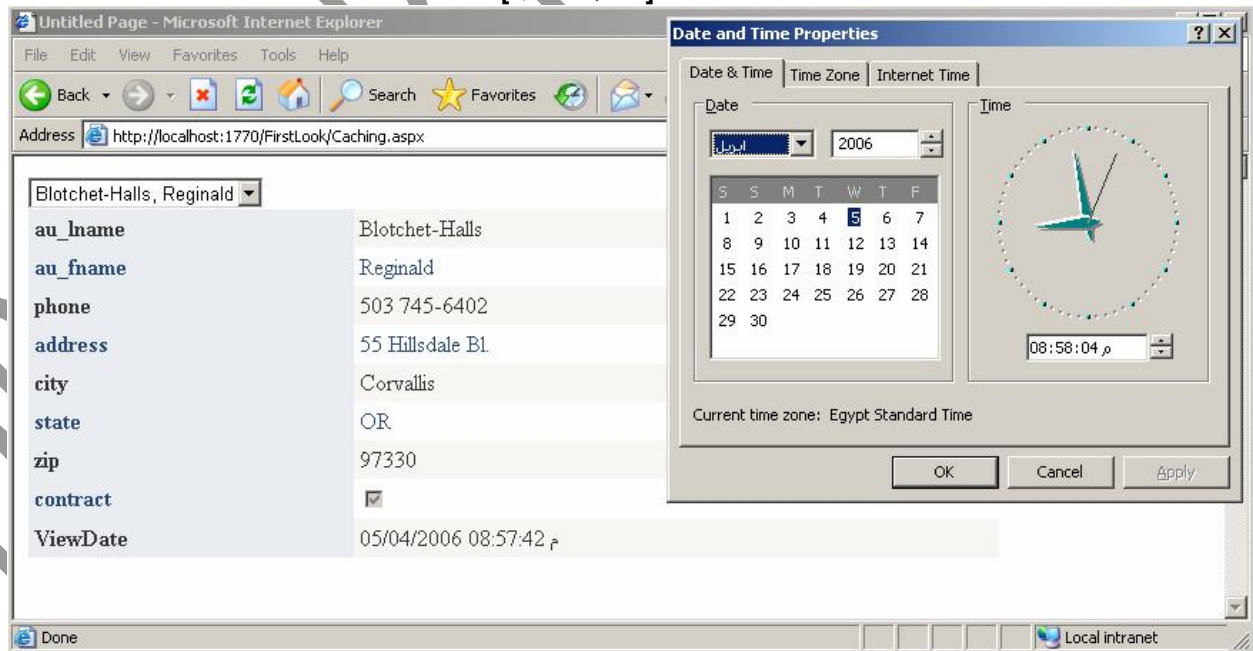 Untitled Page - Microsoft Internet Explorer
File Edit View Favorites Tools Help
Back Search Favorites
Address http://localhost:1770/FirstLook/Caching.aspx
Blotchet-Halls, Reginald
au_lname Blotchet-Halls
au_fname Reginald
phone 503 745-6402
address 55 Hillsdale Bl.
city Corvallis
state OR
zip 97330
contract
ViewDate 05/04/2006 08:57:42 م
Done
Local intranet
Date and Time Properties
Date & Time Time Zone Internet Time
Date
ابريل 2006
S S M T W T F
1 2 3 4 5 6 7
8 9 10 11 12 13 14
15 16 17 18 19 20 21
22 23 24 25 26 27 28
29 30
Time
08:58:04 م
Current time zone: Egypt Standard Time
OK Cancel Apply